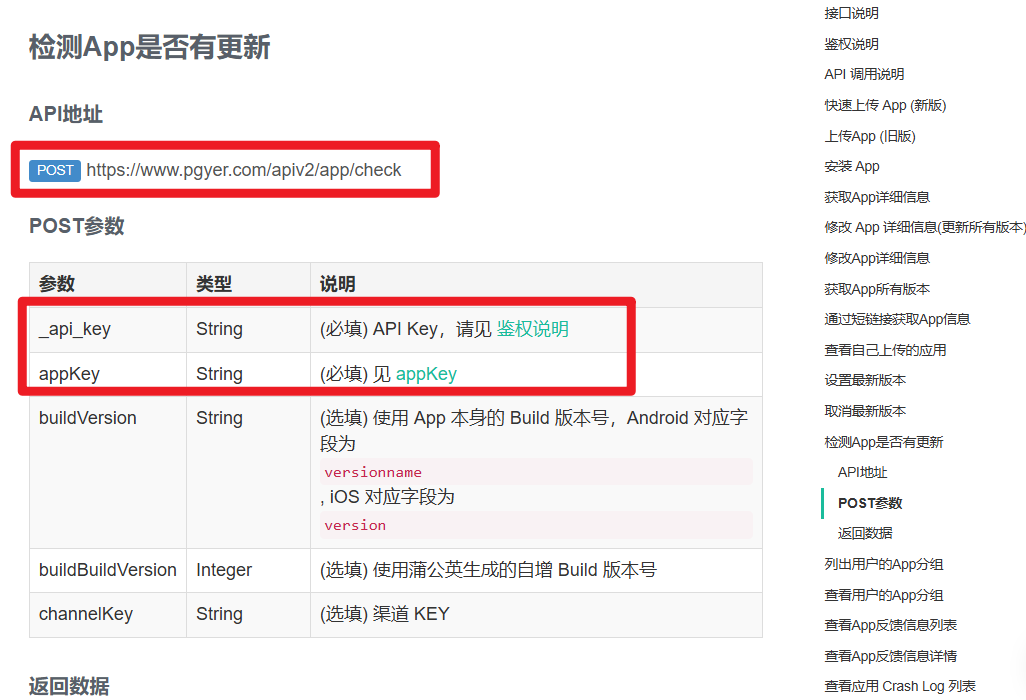 检测App是否有更新
API地址
POST https://www.pgyer.com/apiv2/app/check
POST参数
参数 类型 说明
_api_key String (必填) API Key，请见 鉴权说明
appKey String (必填) 见 appKey
buildVersion String (选填) 使用 App 本身的 Build 版本号，Android 对应字
段为
versionname
, iOS 对应字段为
version
buildBuildVersion Integer (选填) 使用蒲公英生成的自增 Build 版本号
channelKey String (选填) 渠道 KEY
返回数据
接口说明
鉴权说明
API 调用说明
快速上传 App (新版)
上传App (旧版)
安装 App
获取App详细信息
修改 App 详细信息(更新所有版本)
修改App详细信息
获取App所有版本
通过短链接获取App信息
查看自己上传的应用
设置最新版本
取消最新版本
检测App是否有更新
API地址
POST参数
返回数据
列出用户的App分组
查看用户的App分组
查看App反馈信息列表
查看App反馈信息详情
查看应用 Crash Log 列表